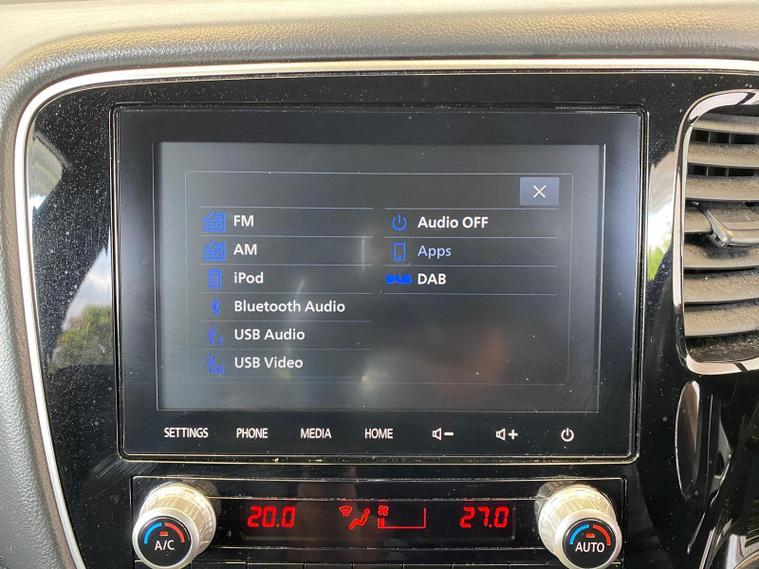 FM
AM
iPod
Bluetooth Audio
USB Audio
USB Video
Audio OFF
Apps
DAB DAB
SETTINGS PHONE MEDIA HOME
20.0 27.0
A/C AUTO